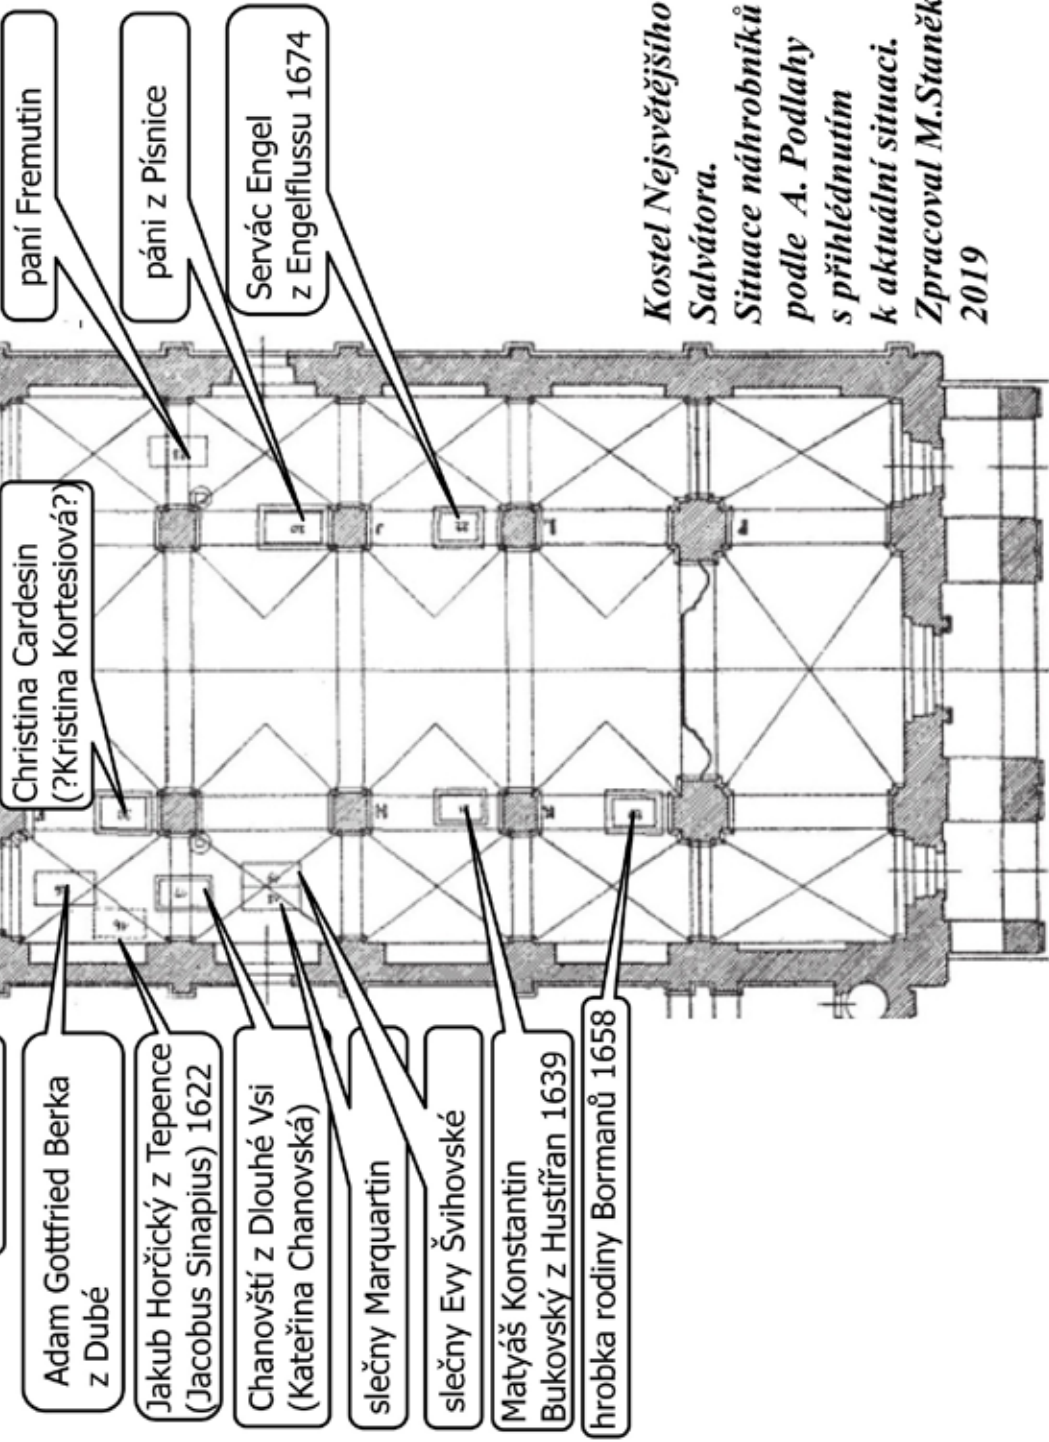 paní Fremutin
páni z Písnice
Servác Engel
z Engelflussu 1674
Kostel Nejsvětějšího
Salvátora.
Situace náhrobníků
podle A. Podlahy
s přihlédnutím
k aktuální situaci.
Zpracoval M.Staněk
2019
Christina Cardesin
(?Kristina Kortesiová?)
Adam Gottfried Berka
z Dubé
Jakub Horčický z Tepence
(Jacobus Sinapius) 1622
Chanovští z Dlouhé Vsi
(Kateřina Chanovská)
slečny Marquartin
slečny Evy Švihovské
Matyáš Konstantin
Bukovský z Hustířan 1639
hrobka rodiny Bormanů 1658